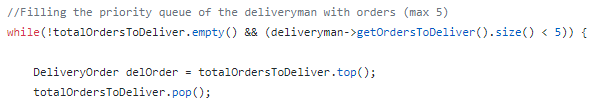 //Filling the priority queue of the deliveryman with orders (max 5)
while(!totalOrdersToDeliver.empty() && (deliveryman->getOrdsToDeliver().size() < 5)) {
DeliveryOrder delOrder = totalOrdersToDeliver.top();
totalOrdersToDeliver.pop();